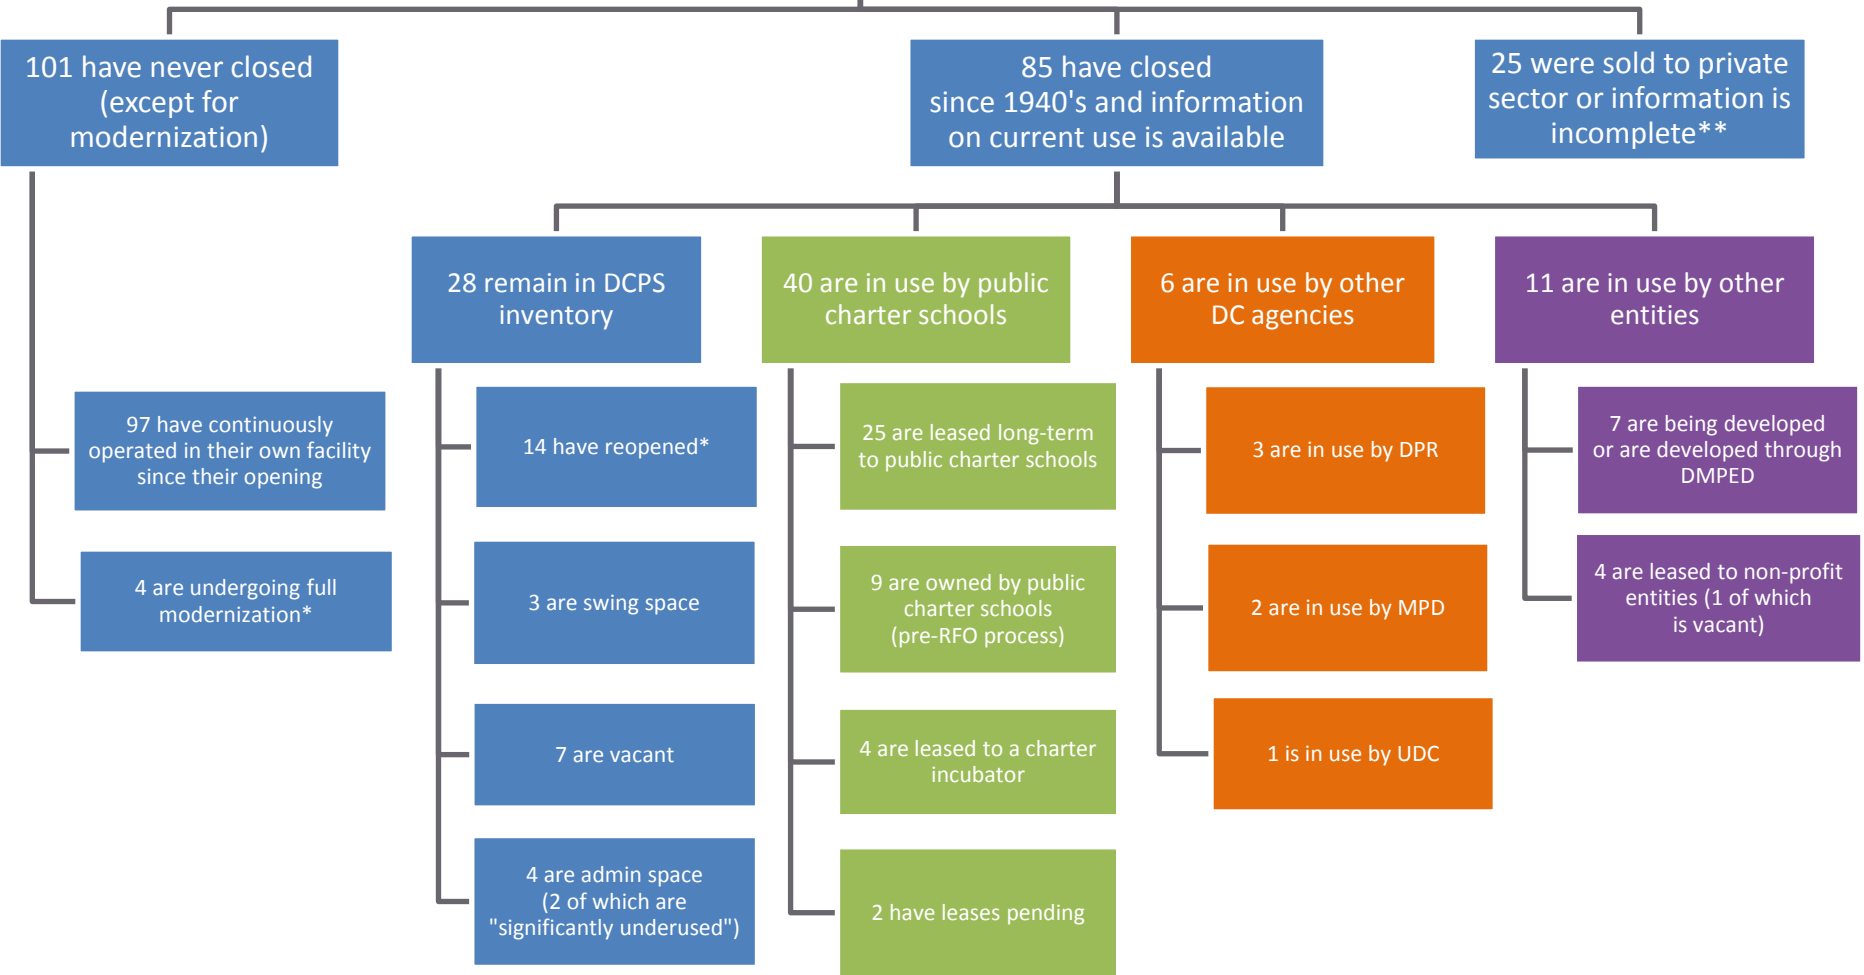 101 have never closed
(except for
modernization)
85 have closed
since 1940's and information
on current use is available
25 were sold to private
sector or information is
incomplete**
28 remain in DCPS
inventory
40 are in use by public
charter schools
6 are in use by other
DC agencies
11 are in use by other
entities
97 have continuously
operated in their own facility
since their opening
4 are undergoing full
modernization*
14 have reopened*
3 are swing space
7 are vacant
4 are admin space
(2 of which are
"significantly underused")
25 are leased long-term
to public charter schools
9 are owned by public
charter schools
(pre-RFO process)
4 are leased to a charter
incubator
2 have leases pending
3 are in use by DPR
2 are in use by MPD
1 is in use by UDC
7 are being developed
or are developed through
DMPED
4 are leased to non-profit
entities (1 of which
is vacant)